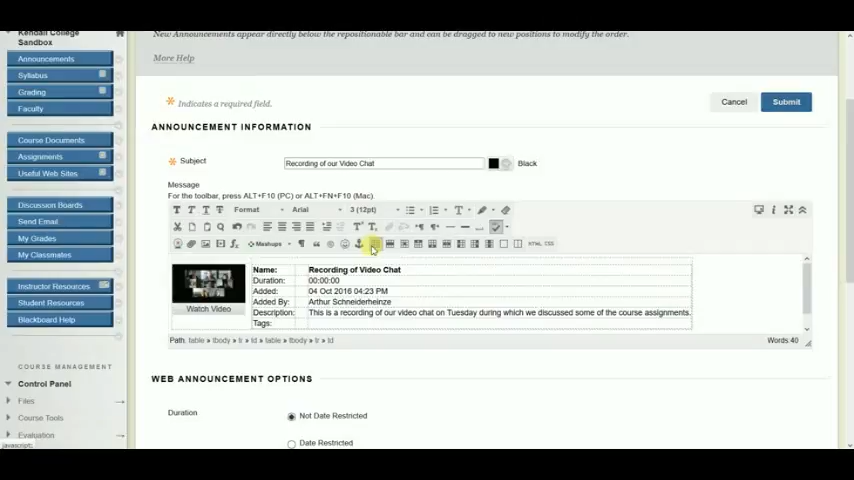 Kendall College
Sandbox
Announcements
Syllabus
Grading
Faculty
Course Documents
Assignments
Useful Web Sites
Discussion Boards
Send Email
My Grades
My Classmates
Instructor Resources
Student Resources
Blackboard Help
COURSE MANAGEMENT
Control Panel
Files
Course Tools
Evaluation
javascript:
New Announcements appear directly below the repositionable bar and can be dragged to new positions to modify the order.
More Help
Indicates a required field.
Cancel
Submit
ANNOUNCEMENT INFORMATION
Subject
Recording of our Video Chat
Black
Message
For the toolbar, press ALT+F10 (PC) or ALT+FN+F10 (Mac).
T T T T Format Arial 3 (12pt)
Mashups
HTML CSS
Watch Video
Name: Recording of Video Chat
Duration: 00:00:00
Added: 04 Oct 2016 04:23 PM
Added By: Arthur Schneiderheinze
Description: This is a recording of our video chat on Tuesday during which we discussed some of the course assignments.
Tags:
Path: table » tbody » tr » td » table » tbody » tr » td
Words:40
WEB ANNOUNCEMENT OPTIONS
Duration
Not Date Restricted
Date Restricted